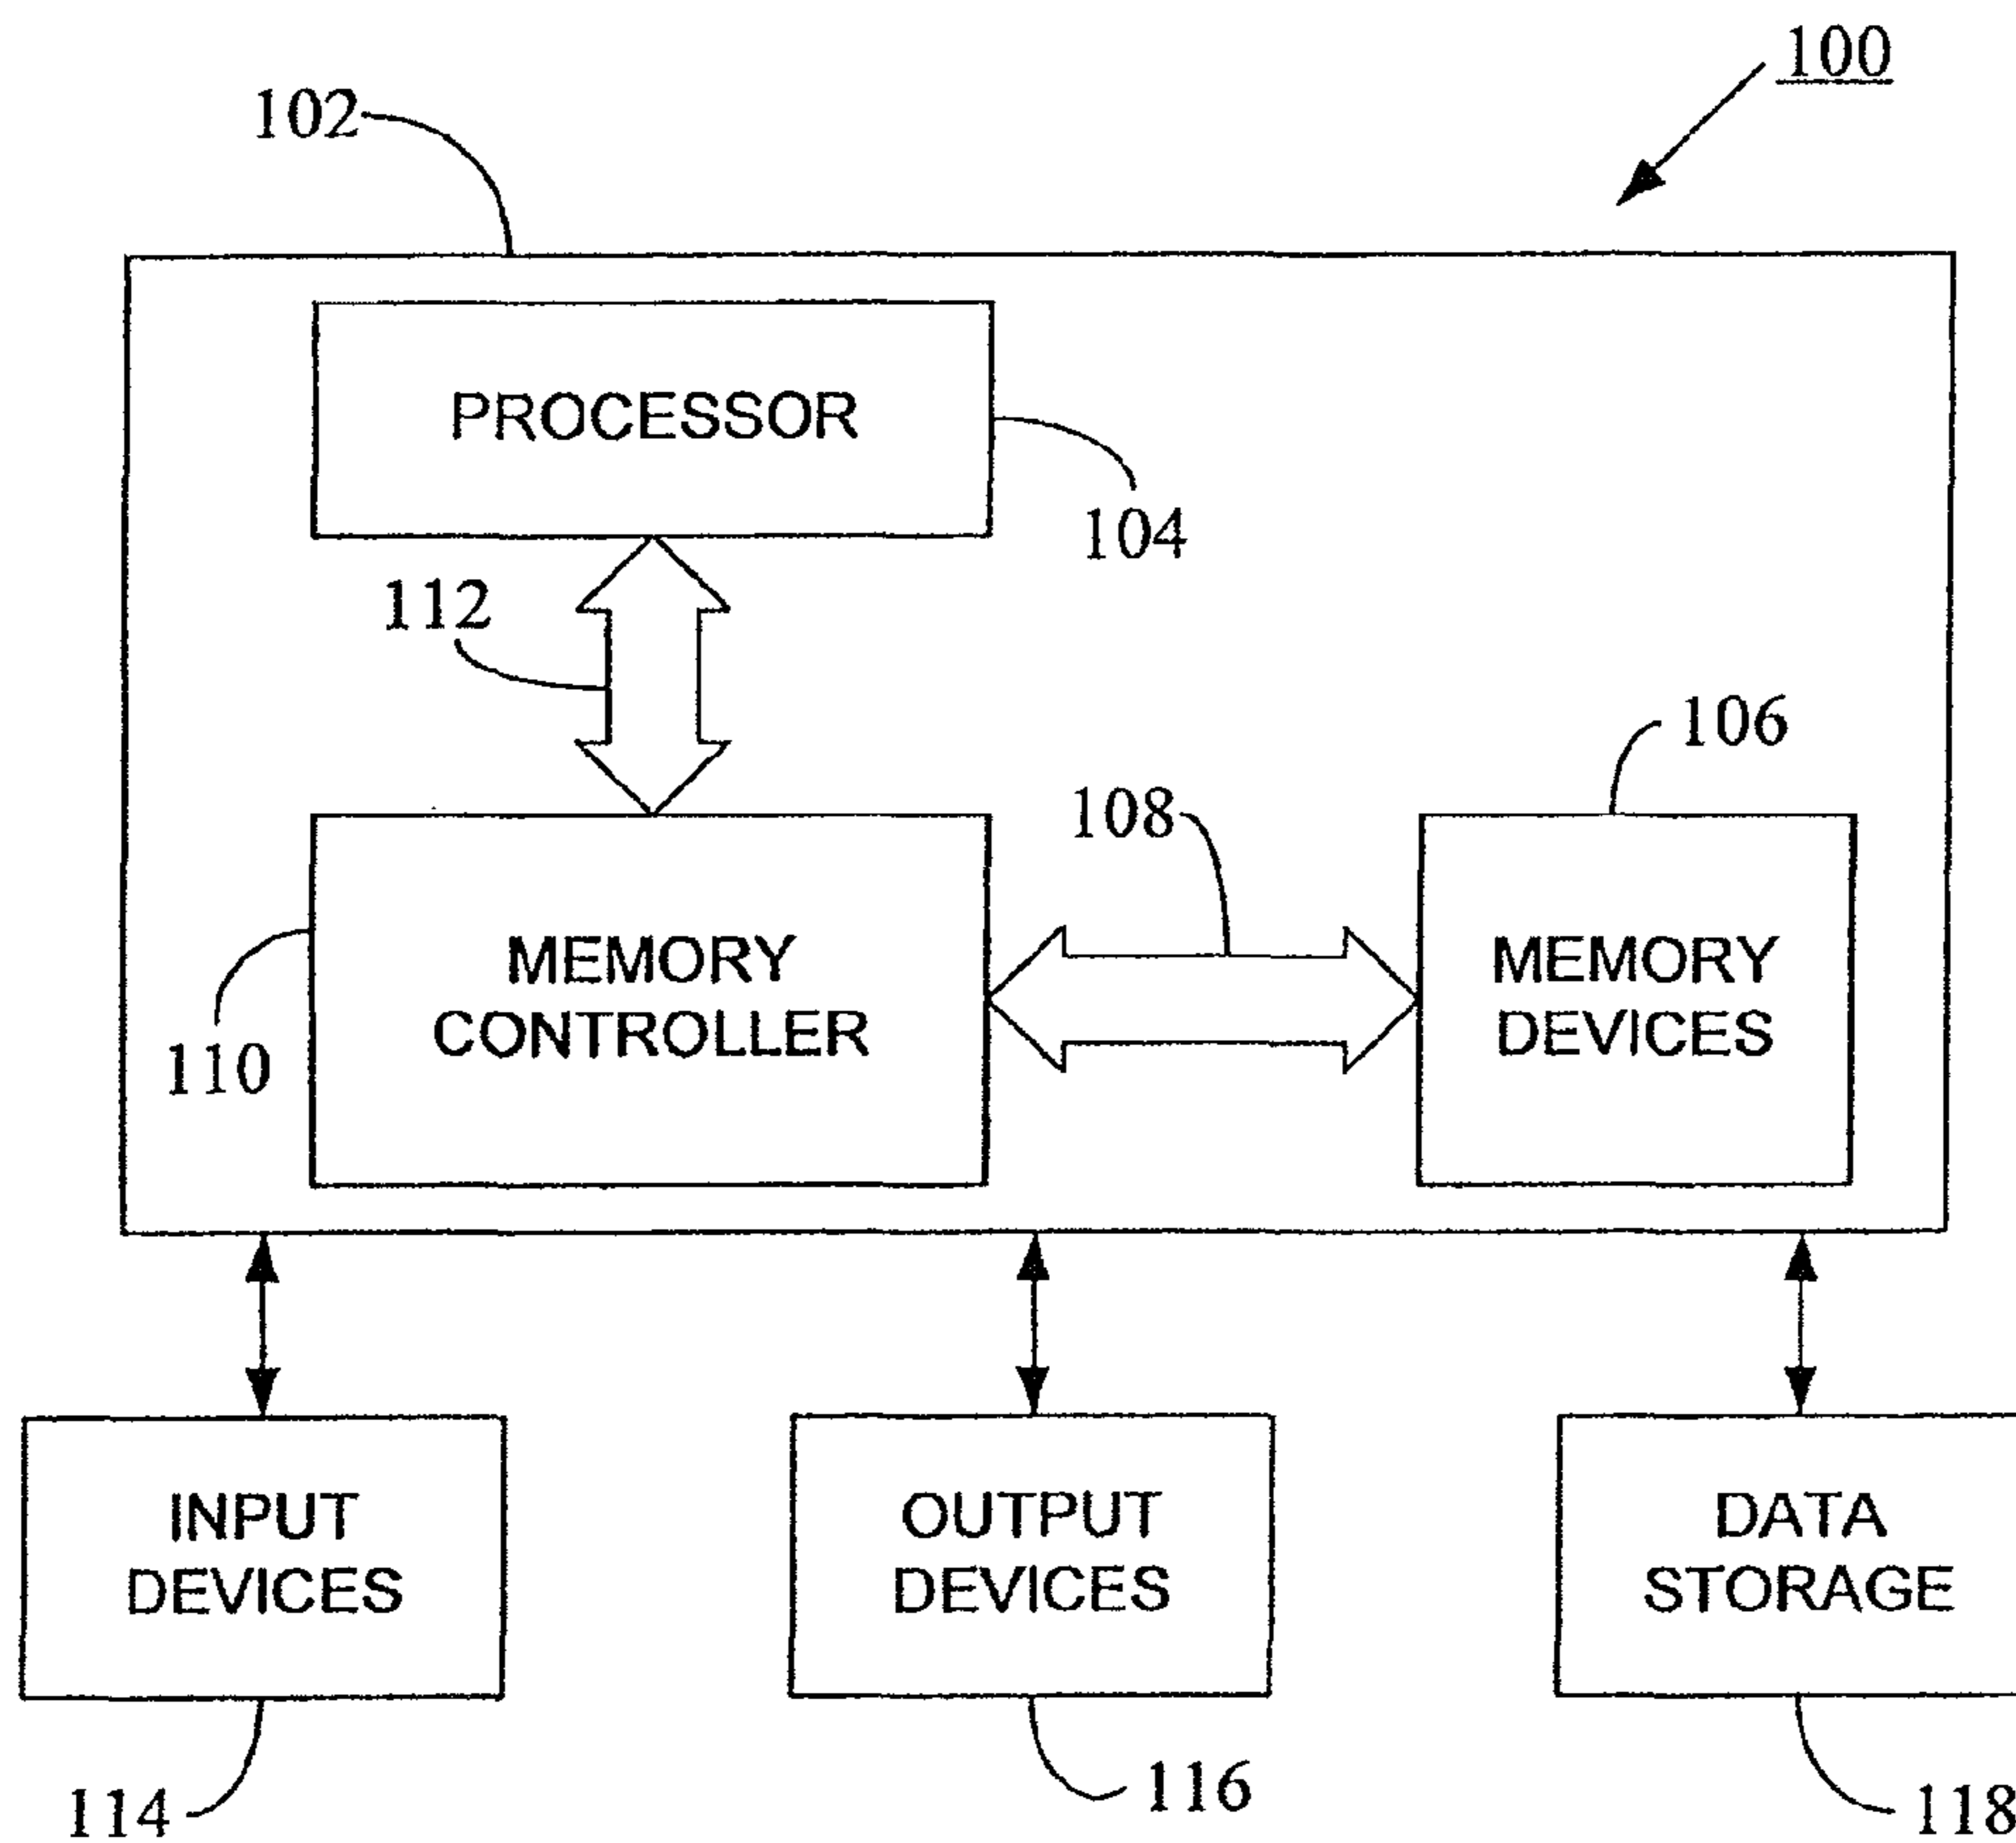 100
102
PROCESSOR
104
112
106
108
MEMORY
CONTROLLER
MEMORY
DEVICES
110
INPUT
DEVICES
OUTPUT
DEVICES
DATA
STORAGE
114
116
118